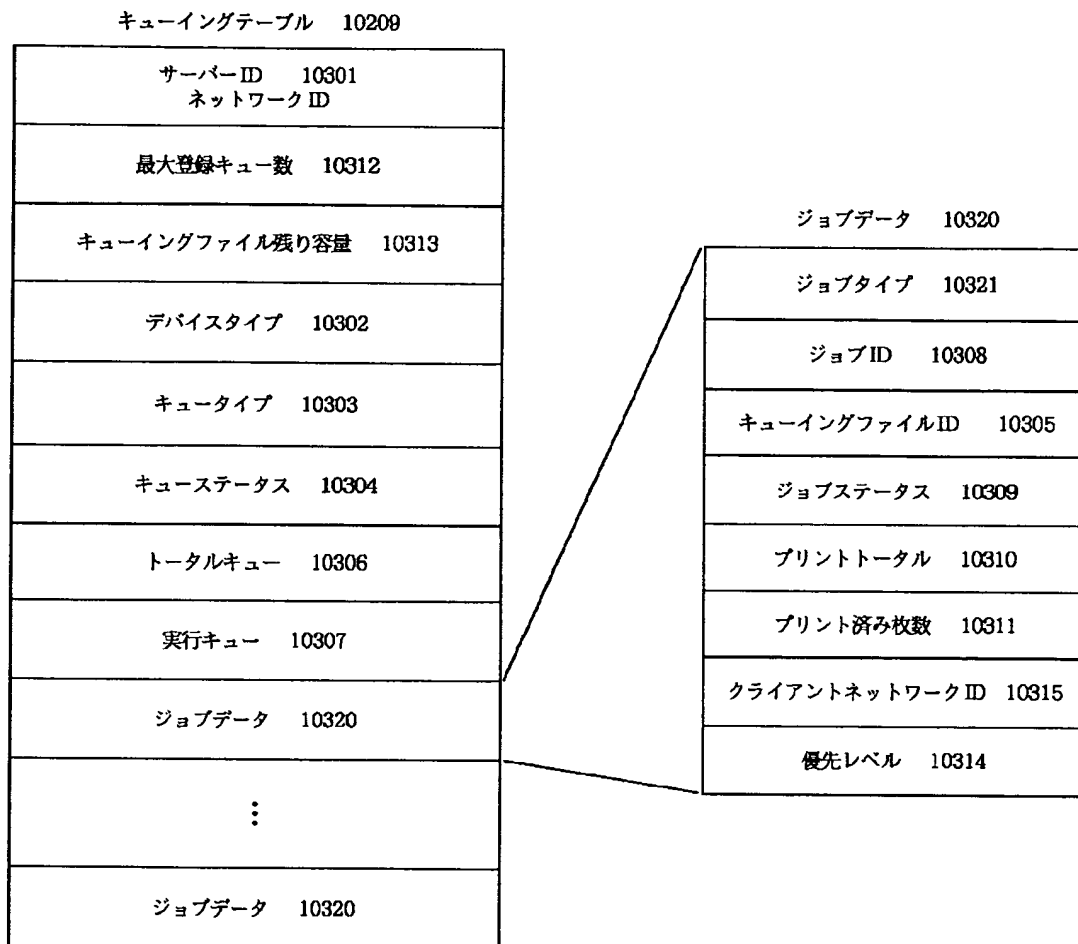 キューイングテーブル 10209
サーバーID 10301
ネットワークID
最大登録キュー数 10312
キューイングファイル残り容量 10313
デバイスタイプ 10302
キュータイプ 10303
キューステータス 10304
トータルキュー 10306
実行キュー 10307
ジョブデータ 10320
⋮
ジョブデータ 10320
ジョブデータ 10320
ジョブタイプ 10321
ジョブID 10308
キューイングファイルID 10305
ジョブステータス 10309
プリントトータル 10310
プリント済み枚数 10311
クライアントネットワークID 10315
優先レベル 10314